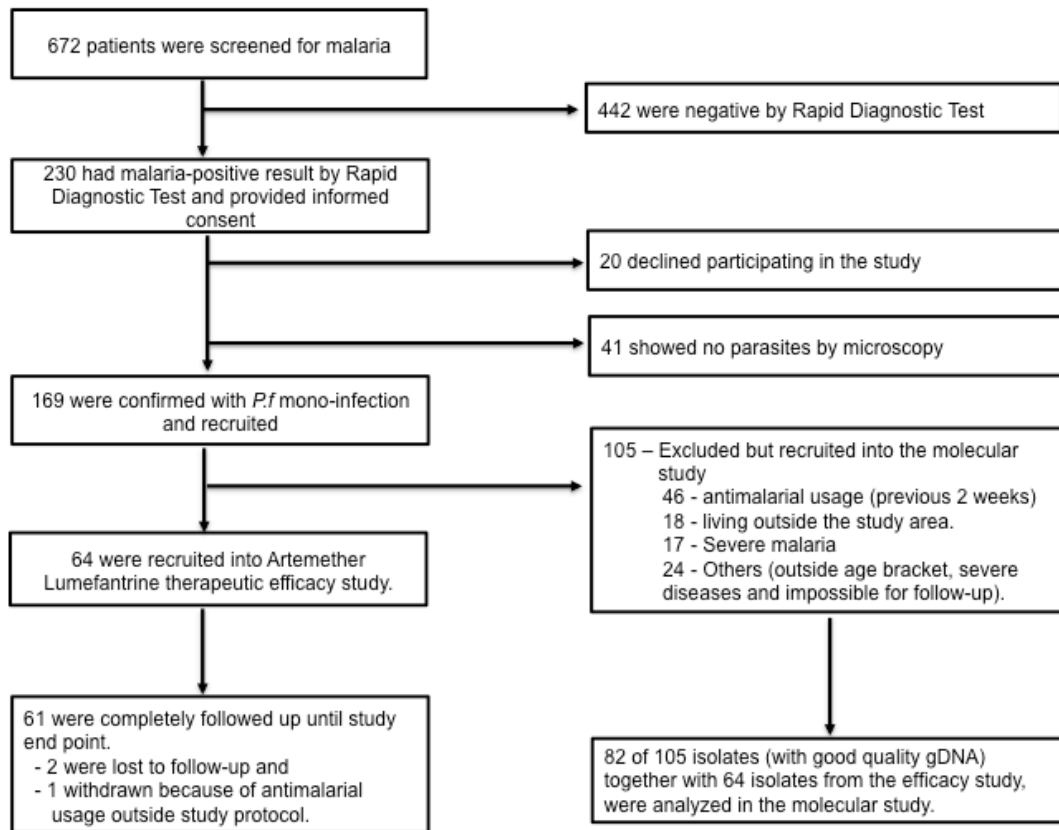 672 patients were screened for malaria
442 were negative by Rapid Diagnostic Test
230 had malaria-positive result by Rapid
Diagnostic Test and provided informed
consent
20 declined participating in the study
41 showed no parasites by microscopy
169 were confirmed with P.f mono-infection
and recruited
105 – Excluded but recruited into the molecular
study
46 - antimalarial usage (previous 2 weeks)
18 - living outside the study area.
17 - Severe malaria
24 - Others (outside age bracket, severe
diseases and impossible for follow-up).
64 were recruited into Artemether
Lumefantrine therapeutic efficacy study.
61 were completely followed up until study
end point.
- 2 were lost to follow-up and
- 1 withdrawn because of antimalarial
usage outside study protocol.
82 of 105 isolates (with good quality gDNA)
together with 64 isolates from the efficacy study,
were analyzed in the molecular study.